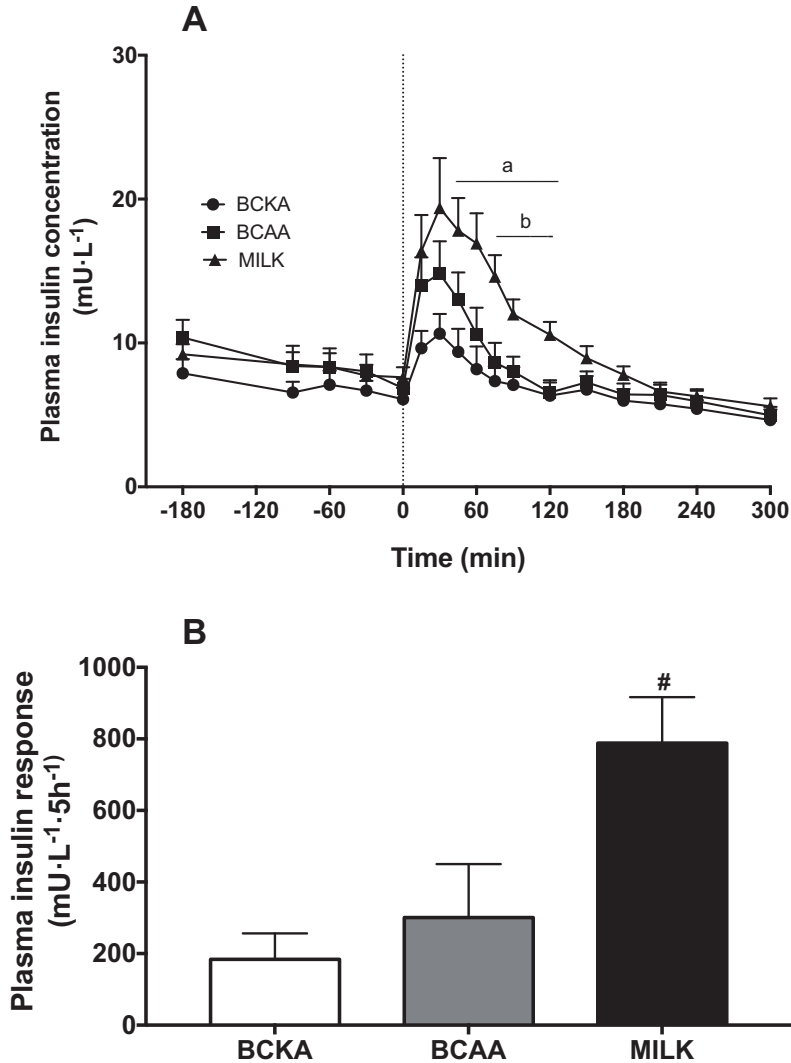 A
Plasma insulin concentration
(mU·L-1)
30
20
10
0
BCKA
BCAA
MILK
a
b
-180 -120 -60 0 60 120 180 240 300
Time (min)
B
Plasma insulin response
(mU·L-1·5h-1)
1000
800
600
400
200
0
#
BCKA BCAA MILK